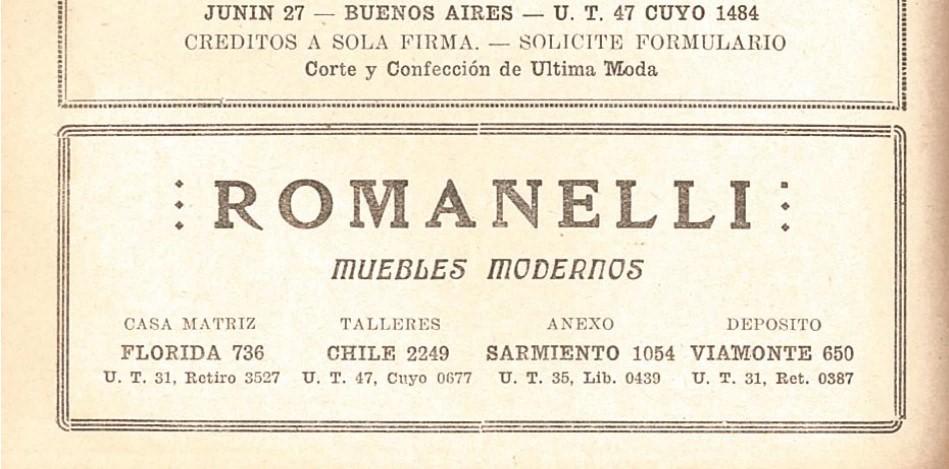 JUNIN 27 — BUENOS AIRES — U. T. 47 CUYO 1484
CREDITOS A SOLA FIRMA. — SOLICITE FORMULARIO
Corte y Confección de Ultima Moda
ROMANELLI
MUEBLES MODERNOS
CASA MATRIZ TALLERES ANEXO DEPOSITO
FLORIDA 736 CHILE 2249 SARMIENTO 1054 VIAMONTE 650
U. T. 31, Retiro 3527 U. T. 47, Cuyo 0677 U. T. 35, Lib. 0439 U. T. 31, Ret. 0387